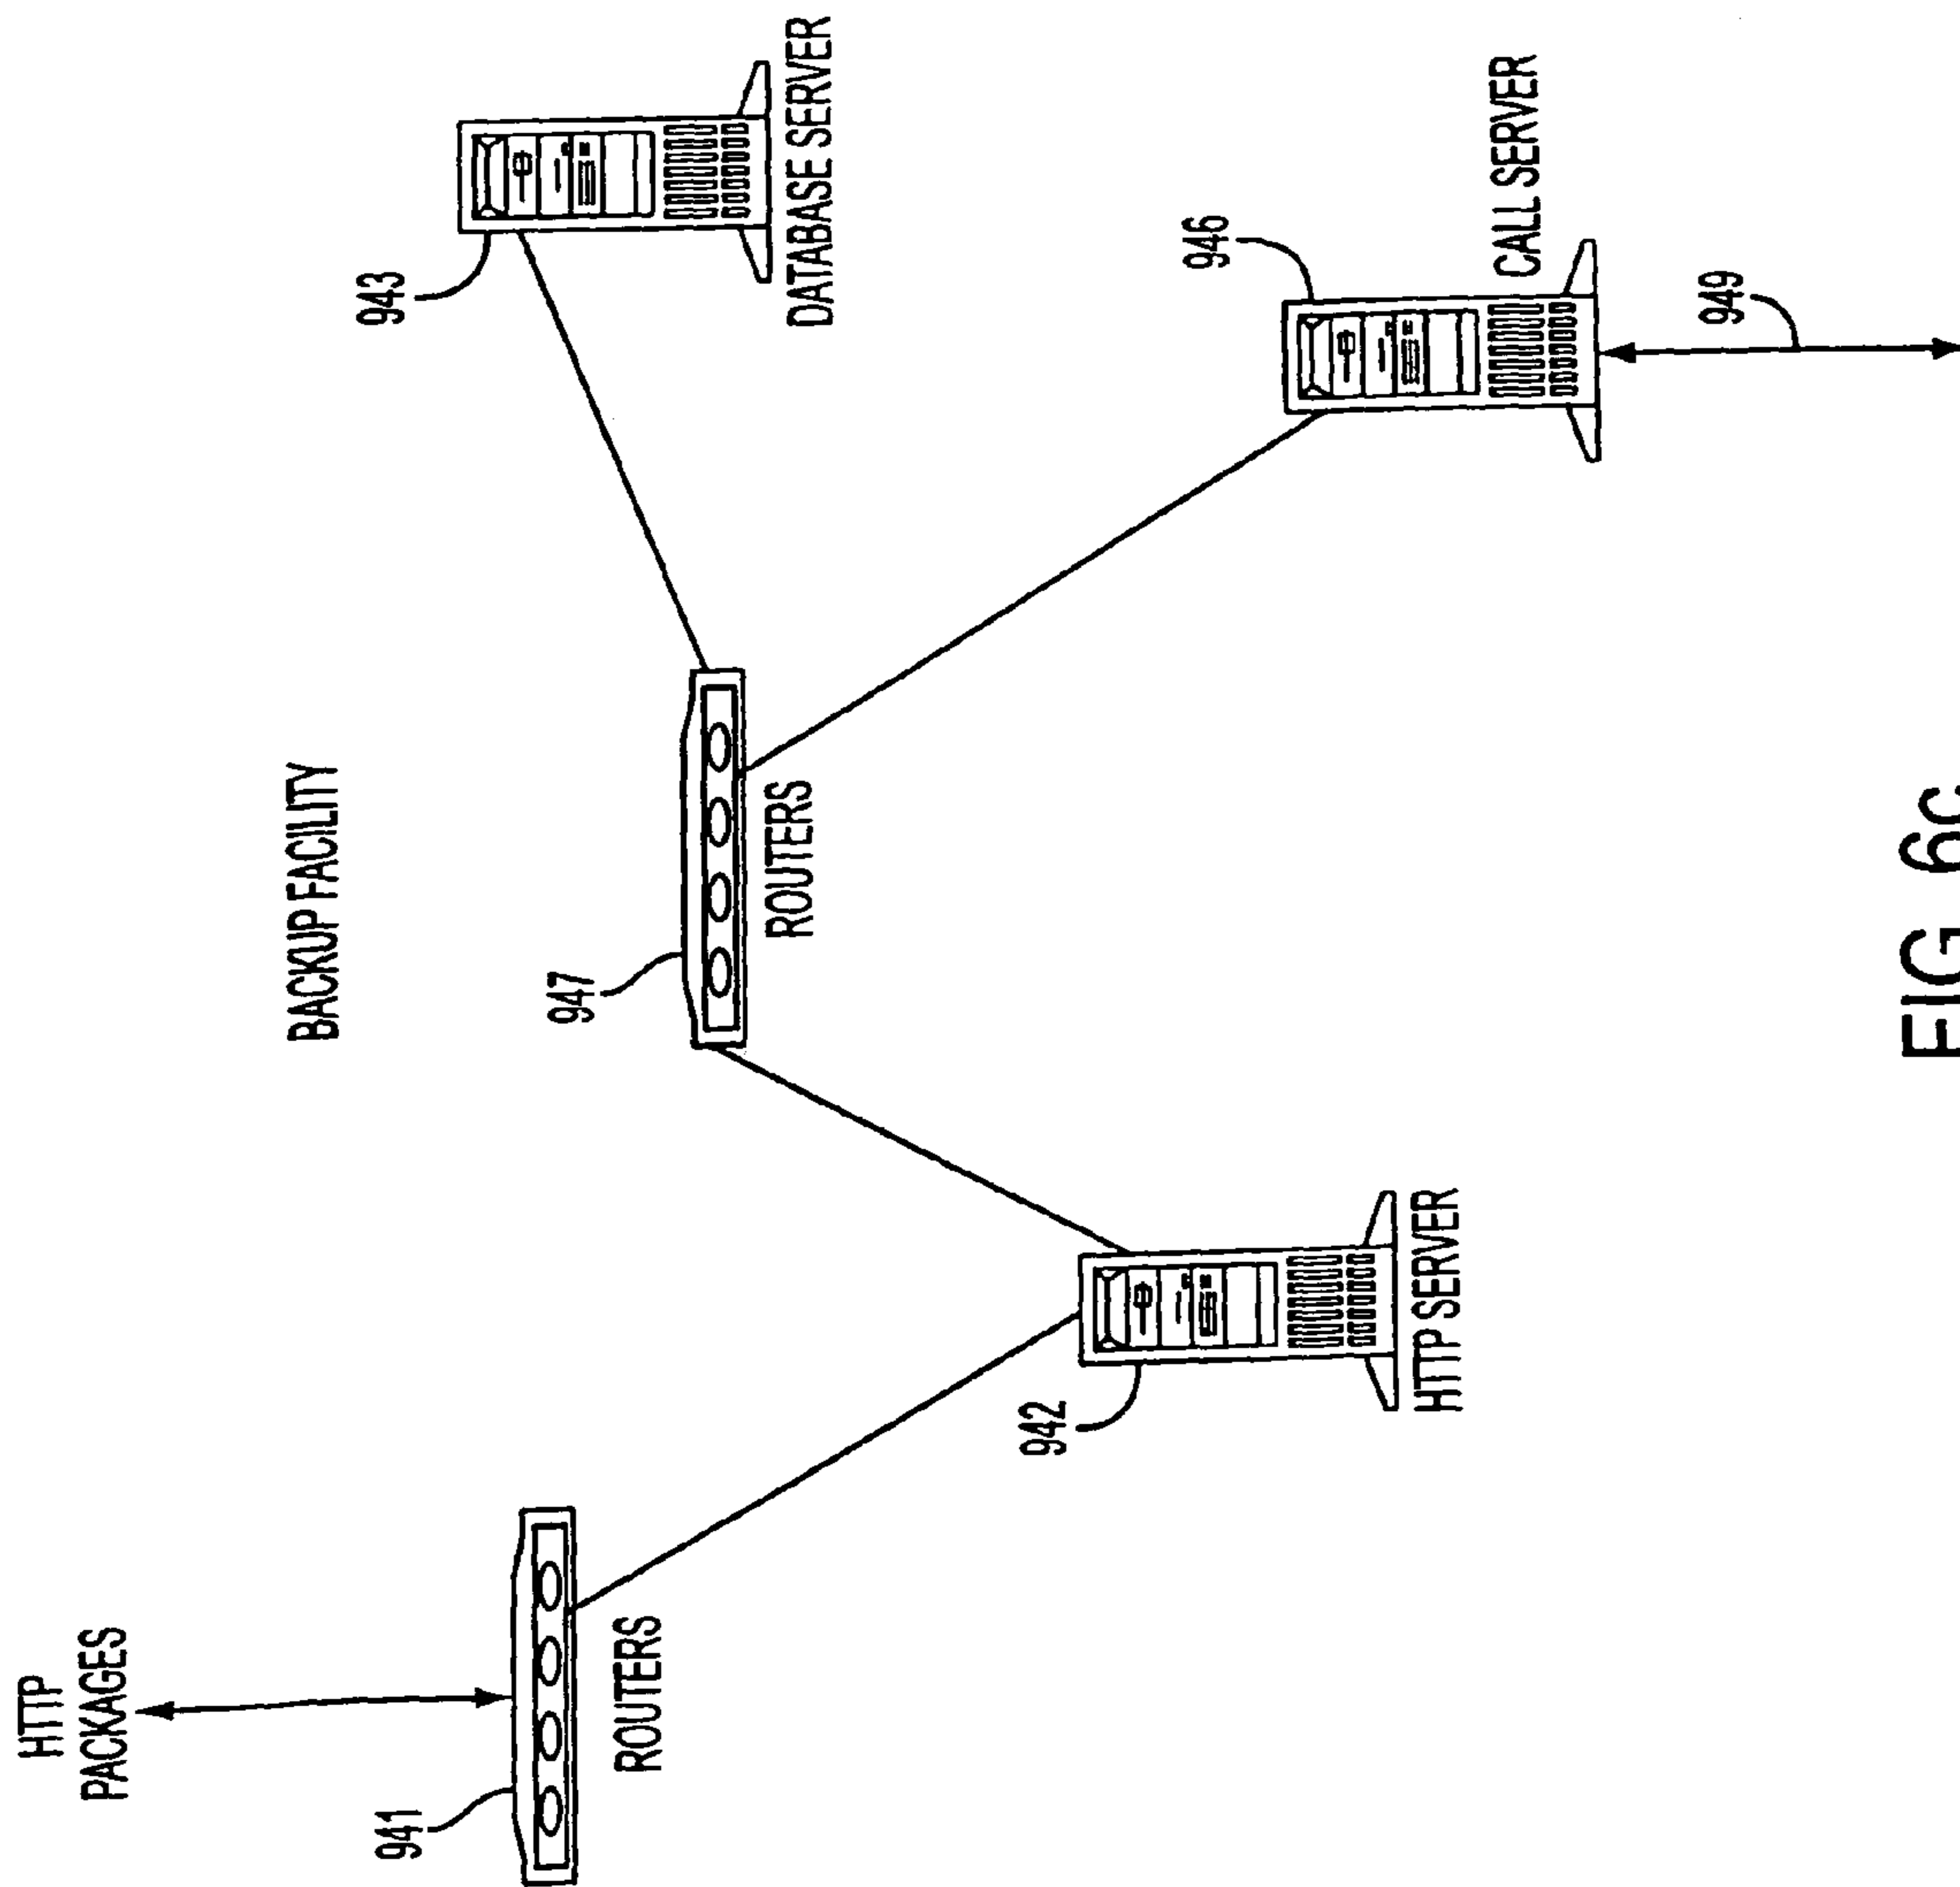 HTTP
PACKAGES
941
ROUTERS
942
HTTP SERVER
BACKUP FACILITY
947
ROUTERS
943
DATABASE SERVER
946
CALL SERVER
949
FIG. 6c